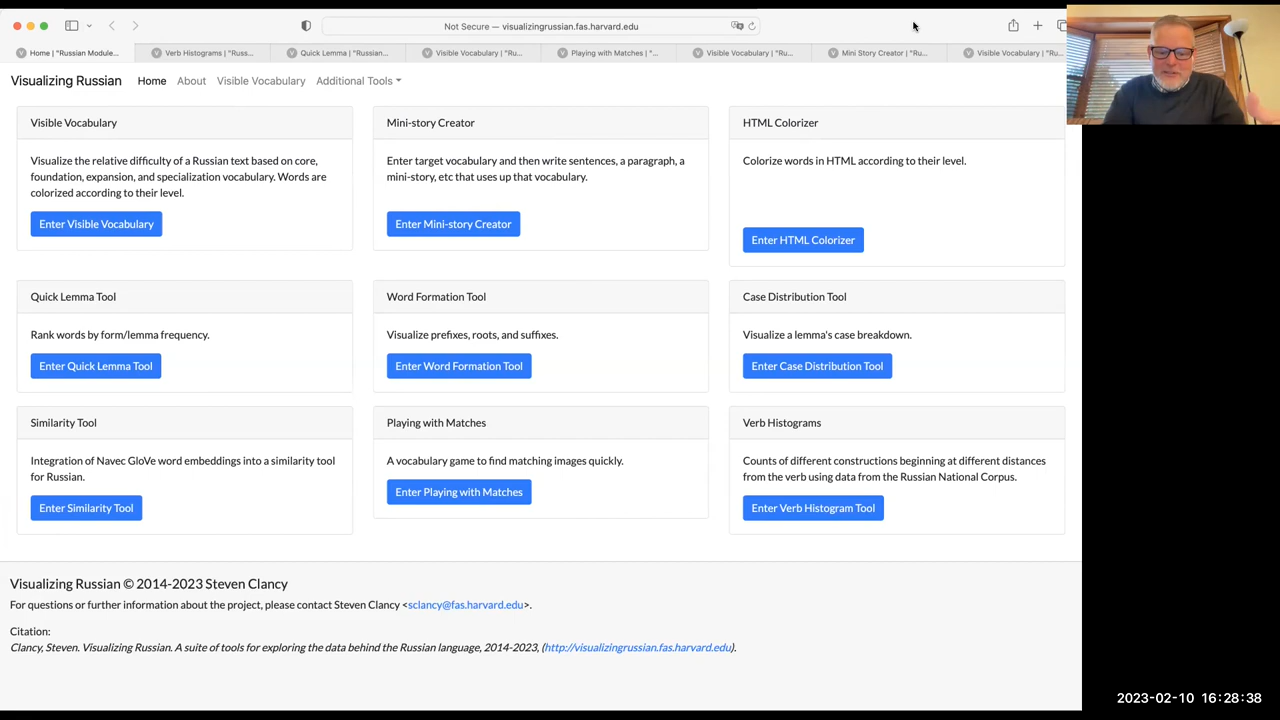 Not Secure — visualizingrussian.fas.harvard.edu
Home | "Russian Module... Verb Histograms | "Russ... Quick Lemma | "Russian... Visible Vocabulary | "Ru... Playing with Matches | "... Visible Vocabulary | "Ru... Mini Story Creator | "Ru... Visible Vocabulary | "Ru...
Visualizing Russian Home About Visible Vocabulary Additional Tools
Visible Vocabulary
Visualize the relative difficulty of a Russian text based on core,
foundation, expansion, and specialization vocabulary. Words are
colorized according to their level.
Enter Visible Vocabulary
Mini-story Creator
Enter target vocabulary and then write sentences, a paragraph, a
mini-story, etc that uses up that vocabulary.
Enter Mini-story Creator
HTML Colorizer
Colorize words in HTML according to their level.
Enter HTML Colorizer
Quick Lemma Tool
Rank words by form/lemma frequency.
Enter Quick Lemma Tool
Word Formation Tool
Visualize prefixes, roots, and suffixes.
Enter Word Formation Tool
Case Distribution Tool
Visualize a lemma's case breakdown.
Enter Case Distribution Tool
Similarity Tool
Integration of Navec GloVe word embeddings into a similarity tool
for Russian.
Enter Similarity Tool
Playing with Matches
A vocabulary game to find matching images quickly.
Enter Playing with Matches
Verb Histograms
Counts of different constructions beginning at different distances
from the verb using data from the Russian National Corpus.
Enter Verb Histogram Tool
Visualizing Russian © 2014-2023 Steven Clancy
For questions or further information about the project, please contact Steven Clancy <sclancy@fas.harvard.edu>.
Citation:
Clancy, Steven. Visualizing Russian. A suite of tools for exploring the data behind the Russian language, 2014-2023, (http://visualizingrussian.fas.harvard.edu).
2023-02-10 16:28:38